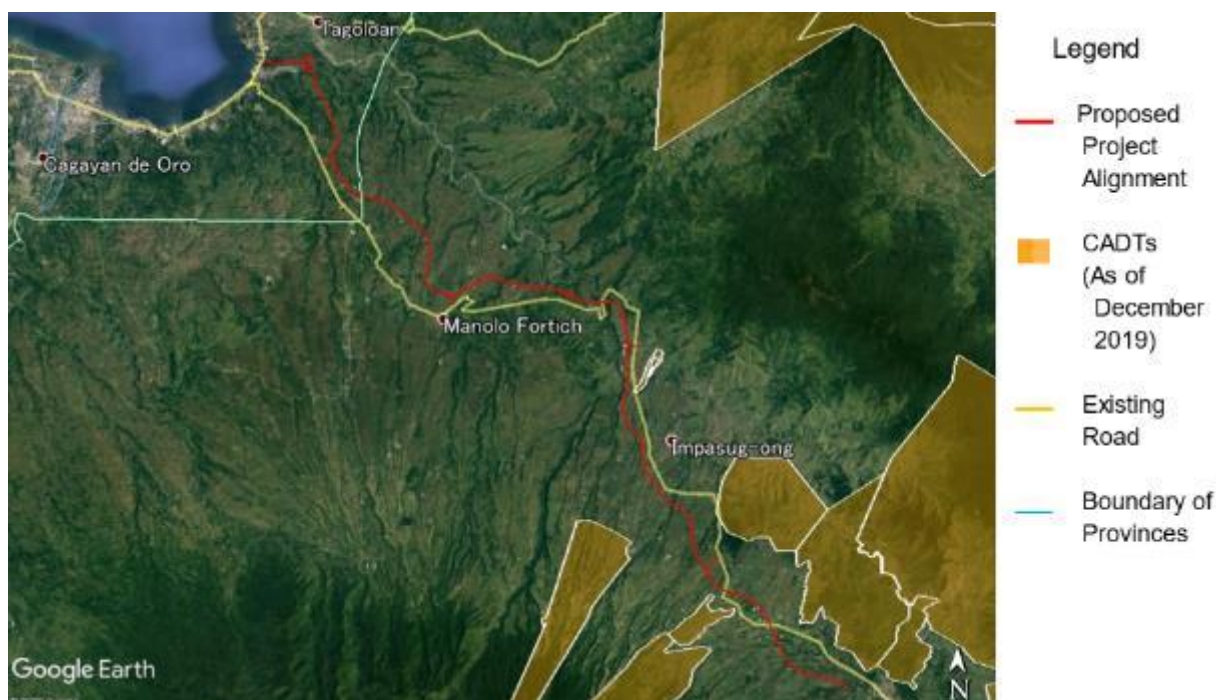 Tagoloan
Cagayan de Oro
Manolo Fortich
Impasug-ong
Google Earth
N
Legend
Proposed
Project
Alignment
CADTs
(As of
December
2019)
Existing
Road
Boundary of
Provinces